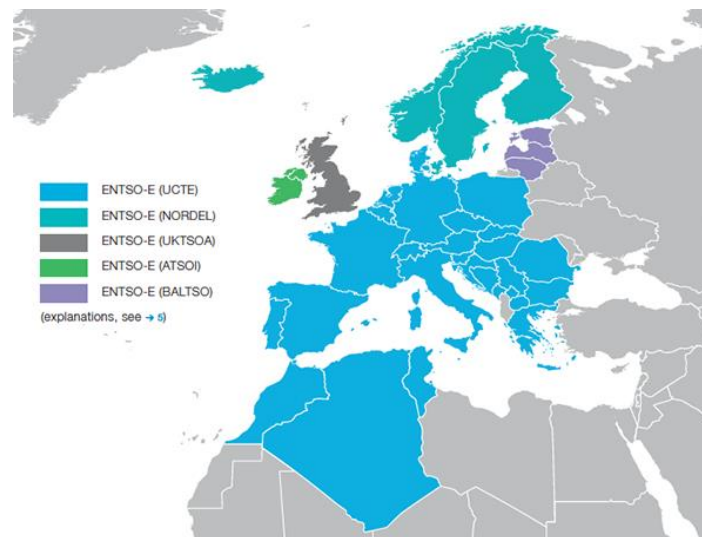 ENTSO-E (UCTE)
ENTSO-E (NORDEL)
ENTSO-E (UKTSOA)
ENTSO-E (ATSOI)
ENTSO-E (BALTSO)
(explanations, see → 5)